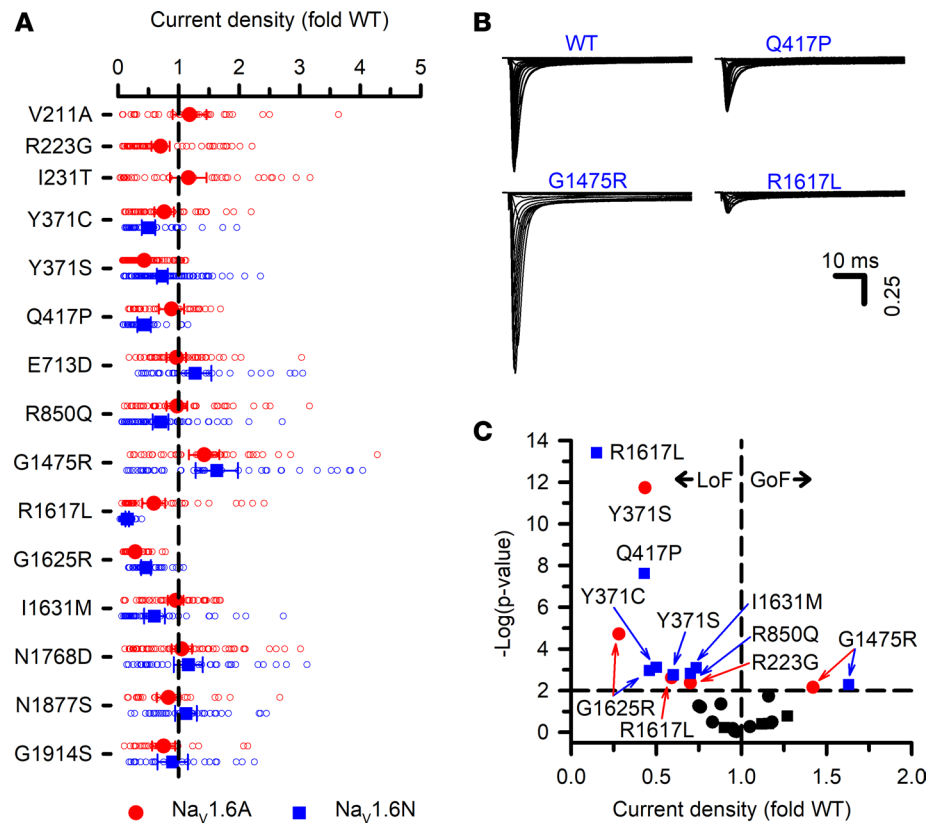 A
Current density (fold WT)
0 1 2 3 4 5
V211A
R223G
I231T
Y371C
Y371S
Q417P
E713D
R850Q
G1475R
R1617L
G1625R
I1631M
N1768D
N1877S
G1914S
NaV1.6A NaV1.6N
B
WT Q417P
G1475R R1617L
10 ms
0.25
C
14
12
10
8
6
4
2
0
-Log(p-value)
R1617L
LoF GoF
Y371S
Q417P
Y371C
Y371S
I1631M
R850Q
G1475R
R223G
G1625R
R1617L
0.0 0.5 1.0 1.5 2.0
Current density (fold WT)